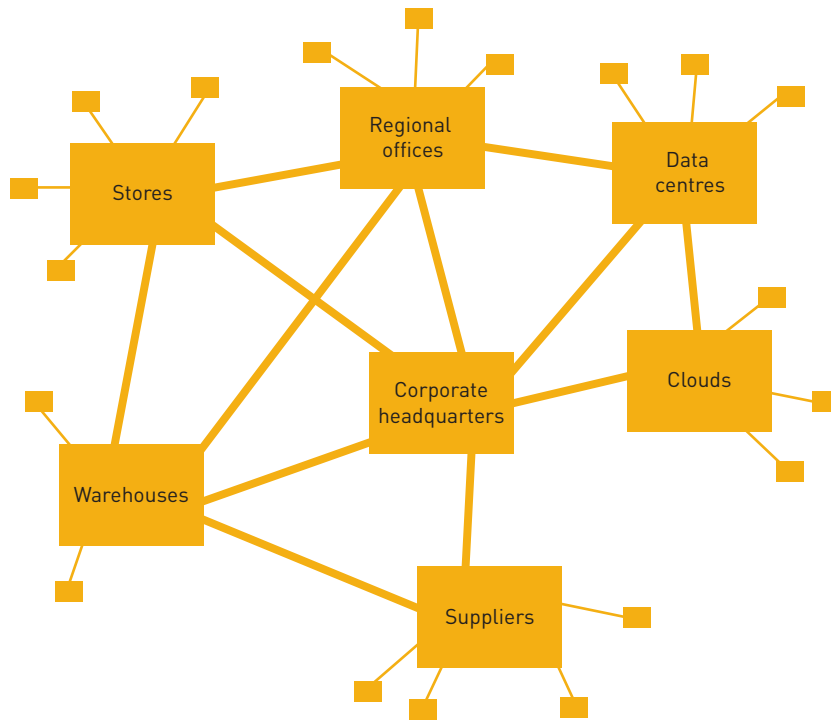 Regional
offices
Data
centres
Stores
Corporate
headquarters
Clouds
Warehouses
Suppliers